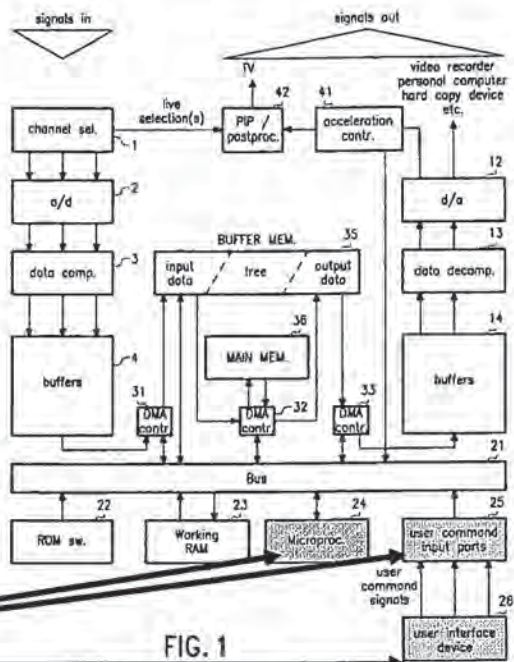 signals in
signals out
TV
video recorder
personal computer
hard copy device
etc.
live
selection(s)
channel sel.
1
PIP /
postproc.
42
acceleration
contr.
41
a/d
2
d/a
12
data comp.
3
BUFFER MEM.
35
input
data
tree
output
data
data decomp.
13
buffers
4
MAIN MEM.
36
buffers
14
DMA
contr.
31
DMA
contr.
32
DMA
contr.
33
Bus
21
ROM sw.
22
Working
RAM
23
Microproc.
24
user command
input ports
25
user
command
signals
user interface
device
26
FIG. 1